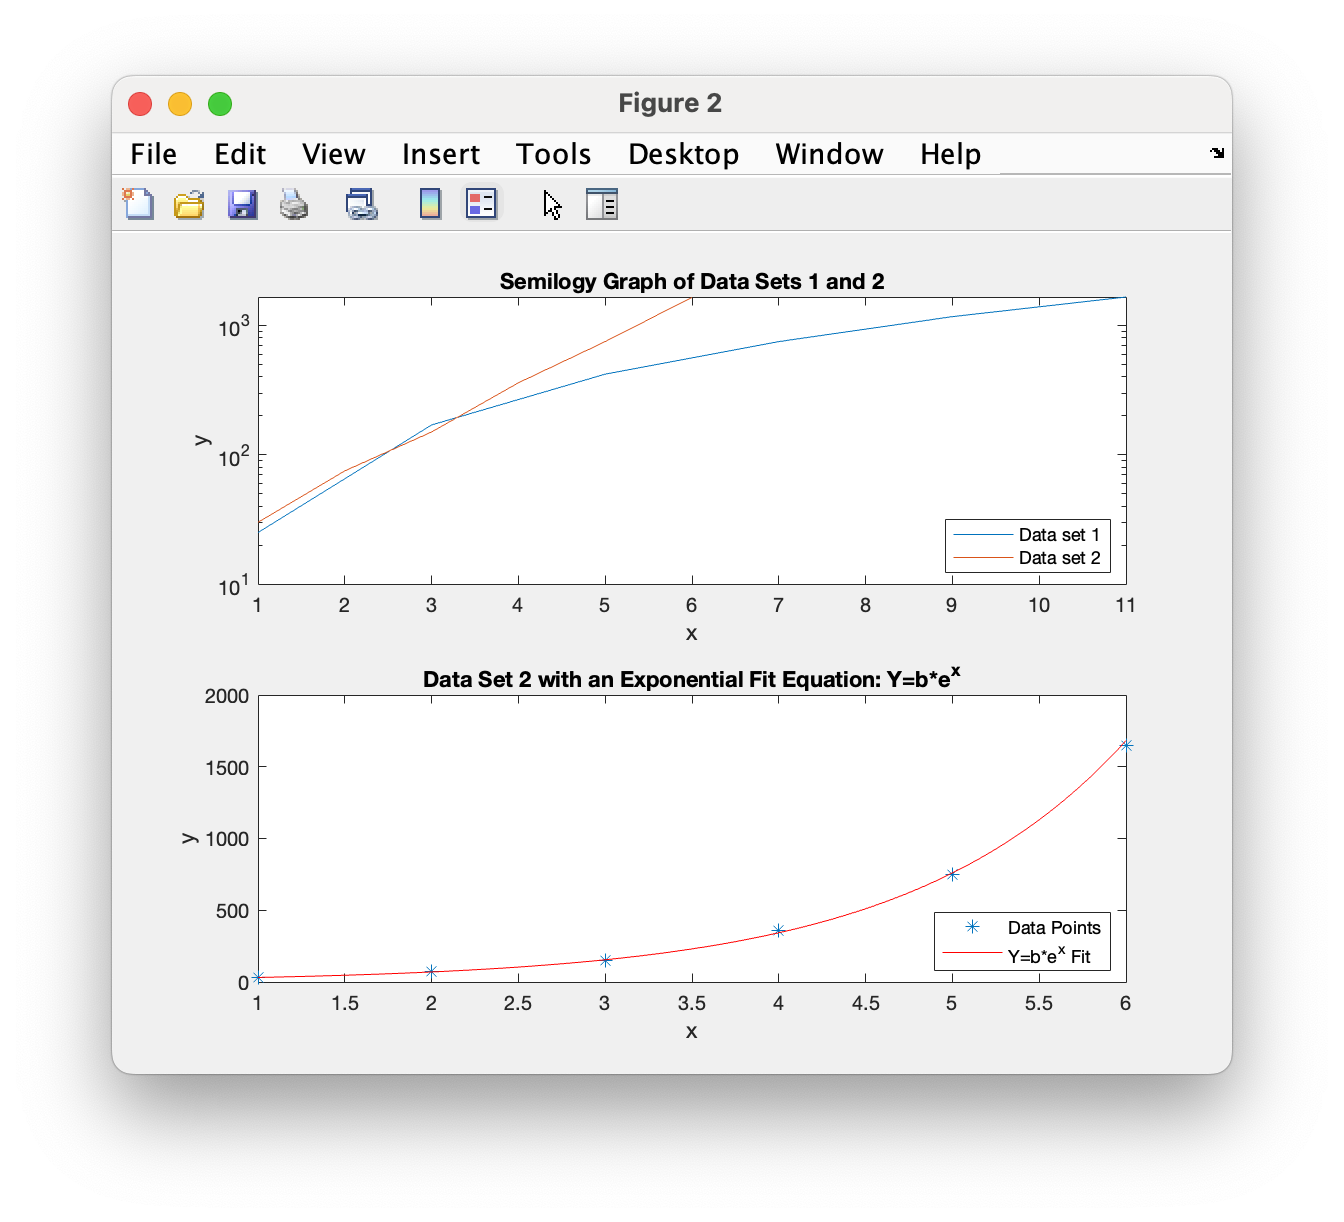 Figure 2
File Edit View Insert Tools Desktop Window Help
Semilogy Graph of Data Sets 1 and 2
10^3
10^2
10^1
y
Data set 1
Data set 2
1 2 3 4 5 6 7 8 9 10 11
x
Data Set 2 with an Exponential Fit Equation: Y=b*e^x
2000
1500
1000
500
0
y
Data Points
Y=b*e^x Fit
1 1.5 2 2.5 3 3.5 4 4.5 5 5.5 6
x